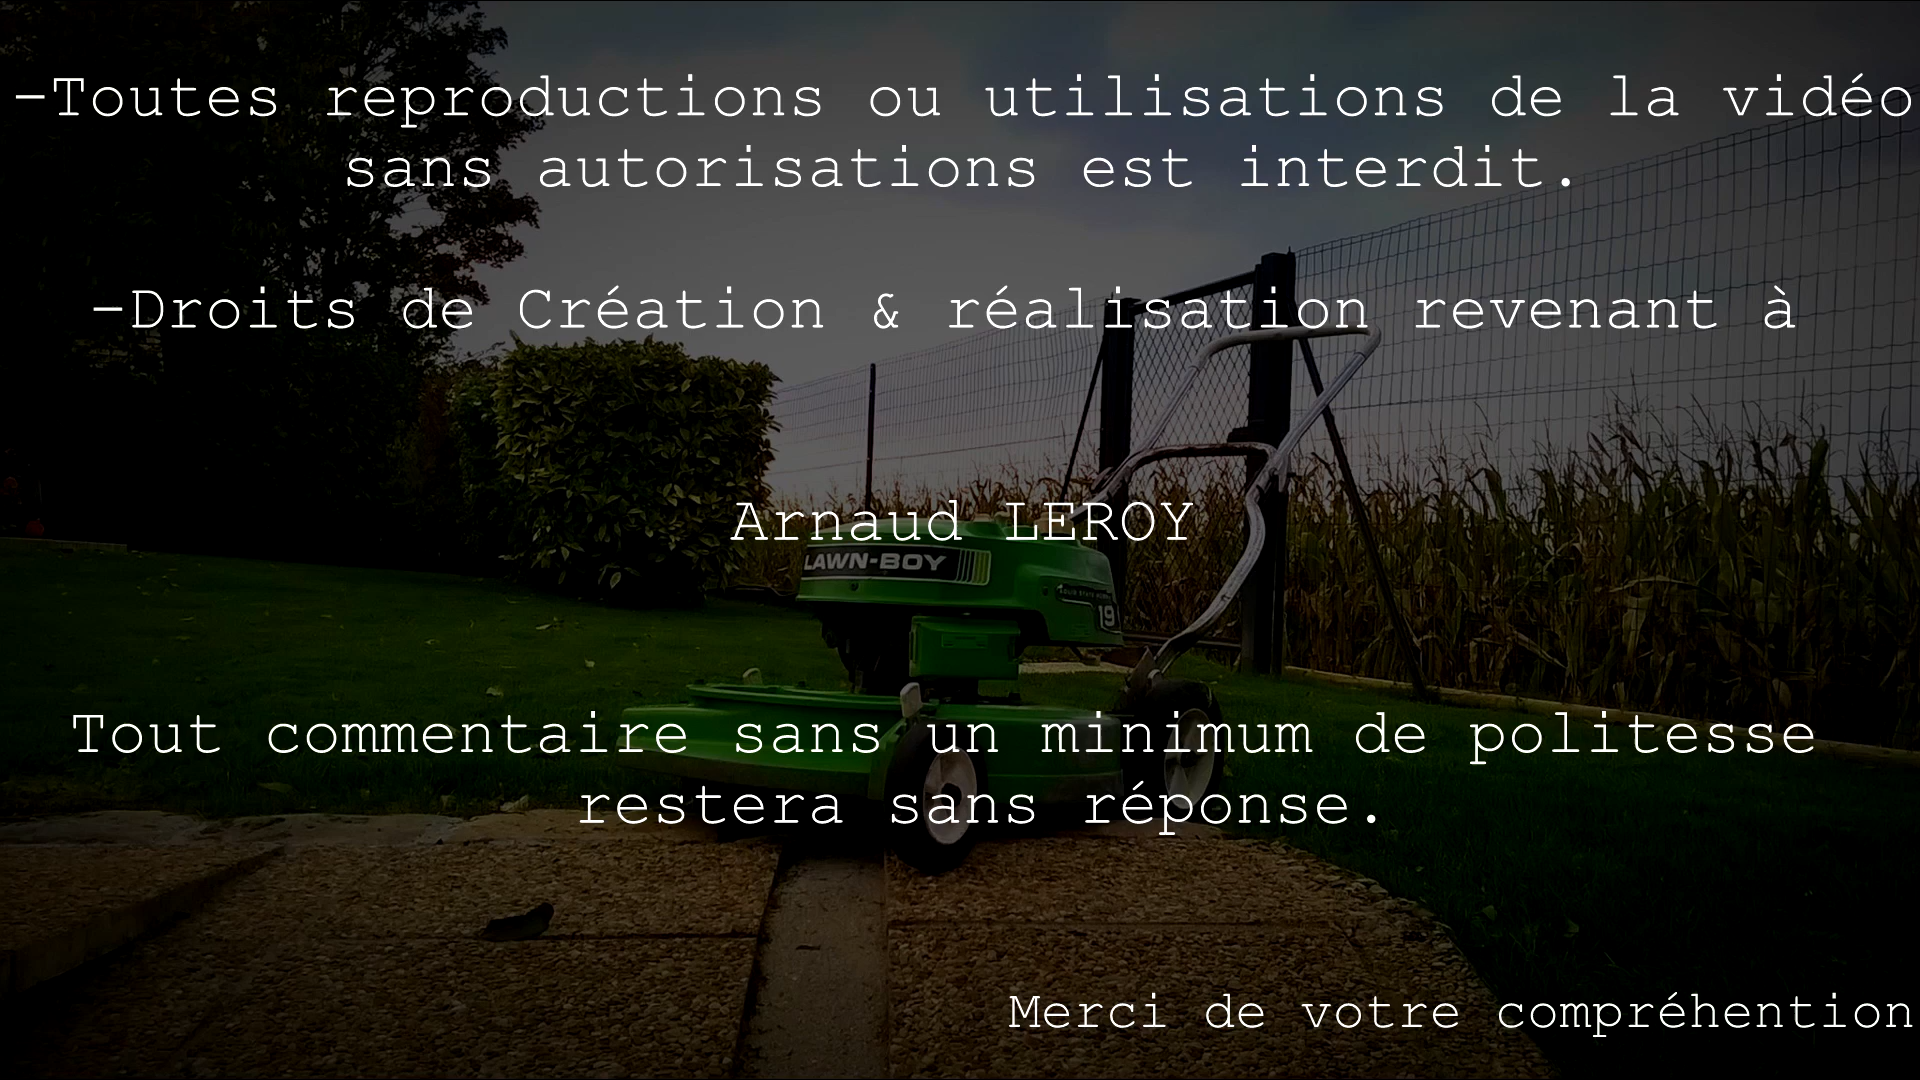 -Toutes reproductions ou utilisations de la vidéo
sans autorisations est interdit.
-Droits de Création & réalisation revenant à
Arnaud LEROY
LAWN-BOY
19
Tout commentaire sans un minimum de politesse
restera sans réponse.
Merci de votre compréhention